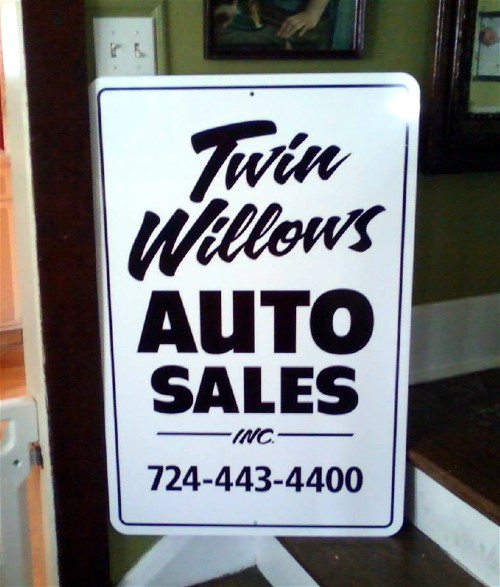 Twin
Willows
AUTO
SALES
INC.
724-443-4400